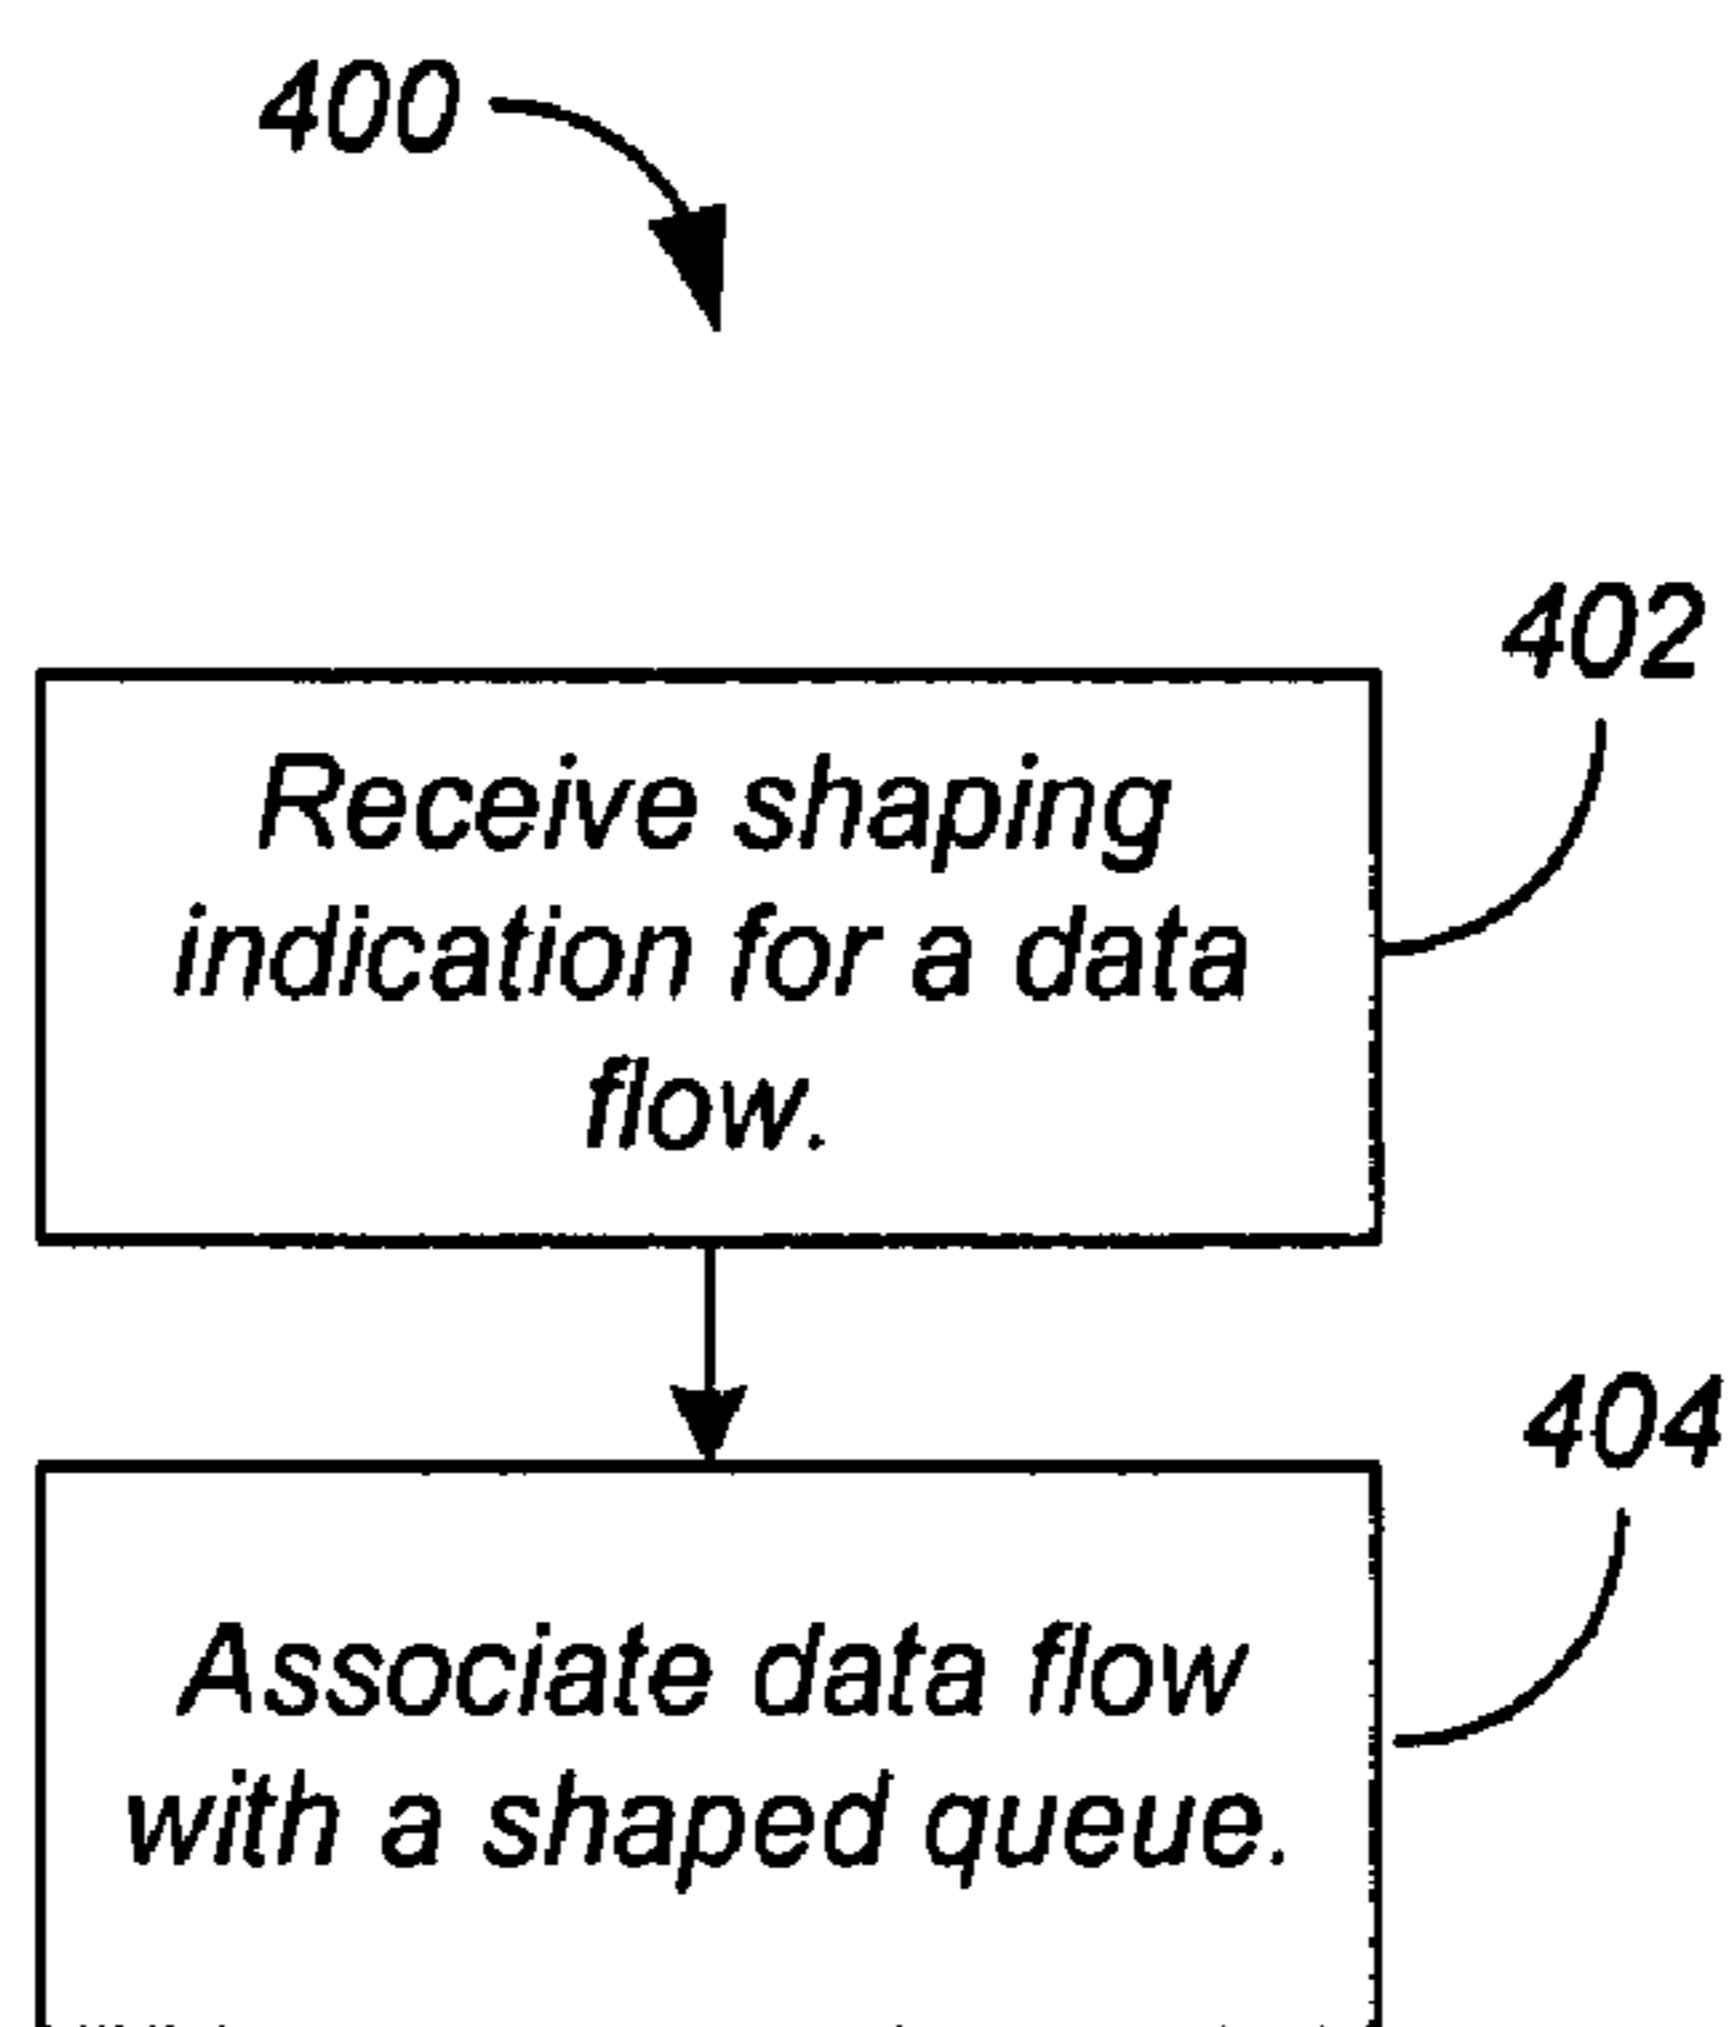 400
402
Receive shaping
indication for a data
flow.
404
Associate data flow
with a shaped queue.